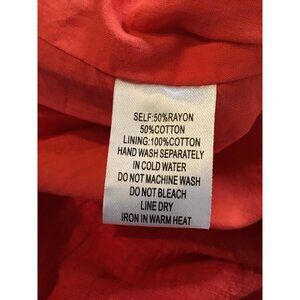 SELF:50%RAYON
50%COTTON
LINING:100%COTTON
HAND WASH SEPARATELY
IN COLD WATER
DO NOT MACHINE WASH
DO NOT BLEACH
LINE DRY
IRON IN WARM HEAT